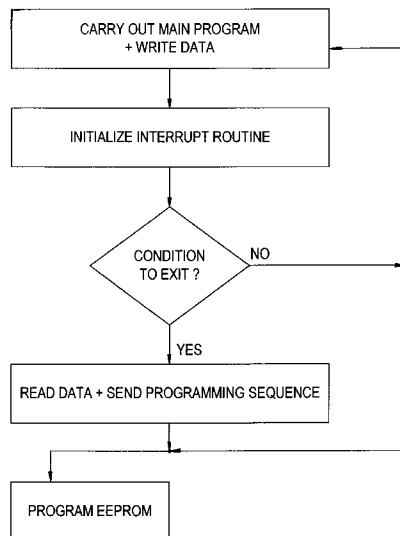 CARRY OUT MAIN PROGRAM
+ WRITE DATA
INITIALIZE INTERRUPT ROUTINE
CONDITION
TO EXIT ?
NO
YES
READ DATA + SEND PROGRAMMING SEQUENCE
PROGRAM EEPROM